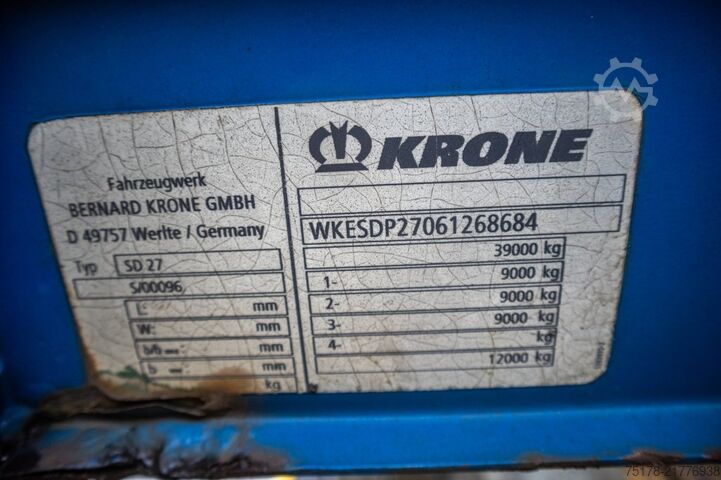 Fahrzeugwerk
BERNARD KRONE GMBH
D 49757 Werlte / Germany
Typ SD 27
S/00096
L: mm
W: mm
a/b mm
b mm
kg
KRONE
WKESDP27061268684
39000 kg
1- 9000 kg
2- 9000 kg
3- 9000 kg
4- kg
12000 kg
75178-21776938